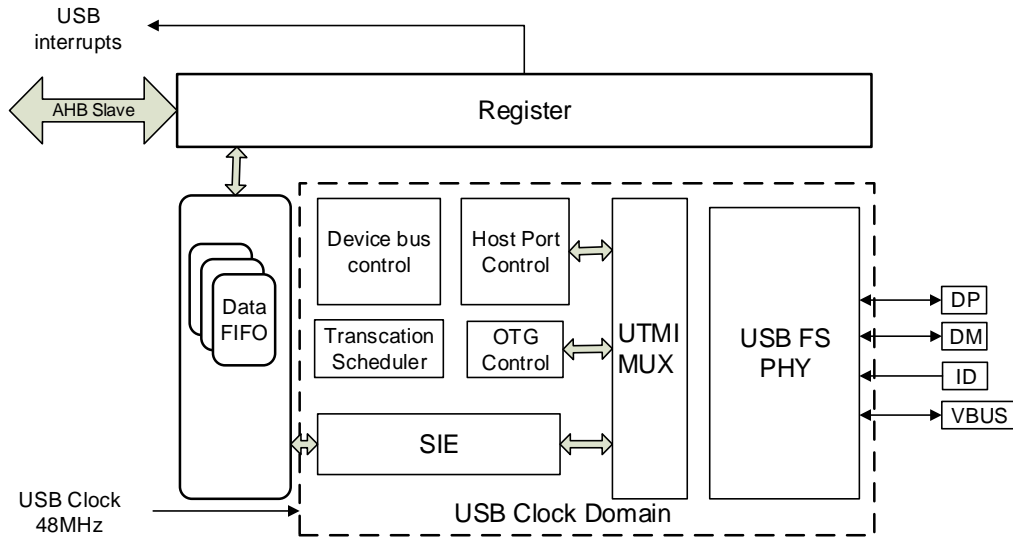 USB
interrupts
AHB Slave
Register
Device bus
control
Host Port
Control
Data
FIFO
Transcation
Scheduler
OTG
Control
UTMI
MUX
USB FS
PHY
DP
DM
ID
VBUS
SIE
USB Clock
48MHz
USB Clock Domain